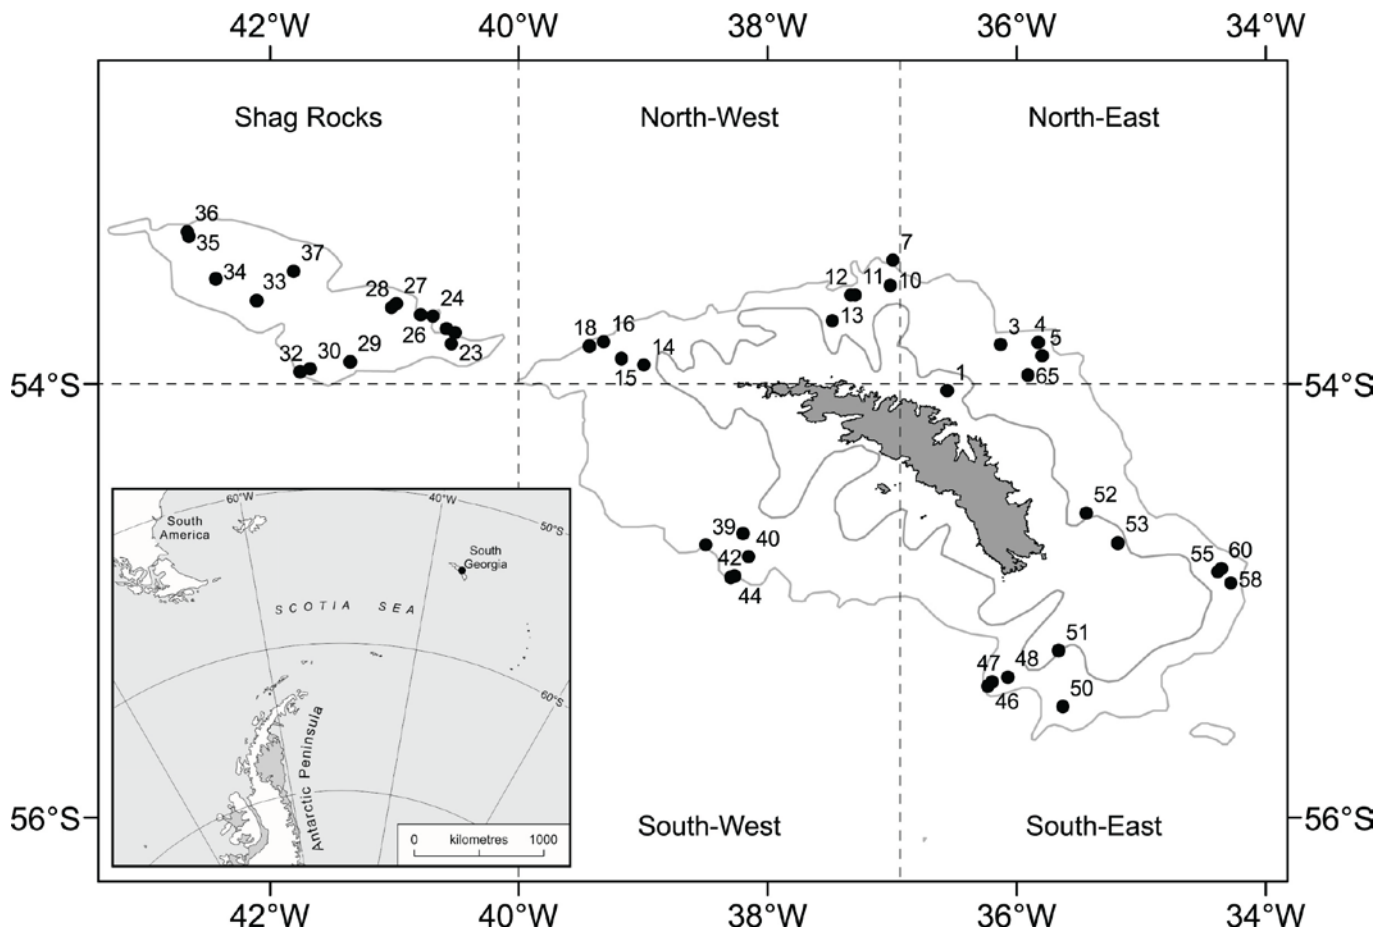 42°W 40°W 38°W 36°W 34°W
Shag Rocks North-West North-East
36
35
37
34
33
28 27 24
26
23
32 30 29
7
12 11 10
13
18 16
15 14
3 4
5
65
1
54°S 54°S
52
53
55 60
58
39
40
42
44
51
47 48
46
50
60°W 40°W
50°S
South
America
South
Georgia
SCOTIA SEA
60°S
Antarctic Peninsula
0 kilometres 1000
56°S 56°S
South-West South-East
42°W 40°W 38°W 36°W 34°W